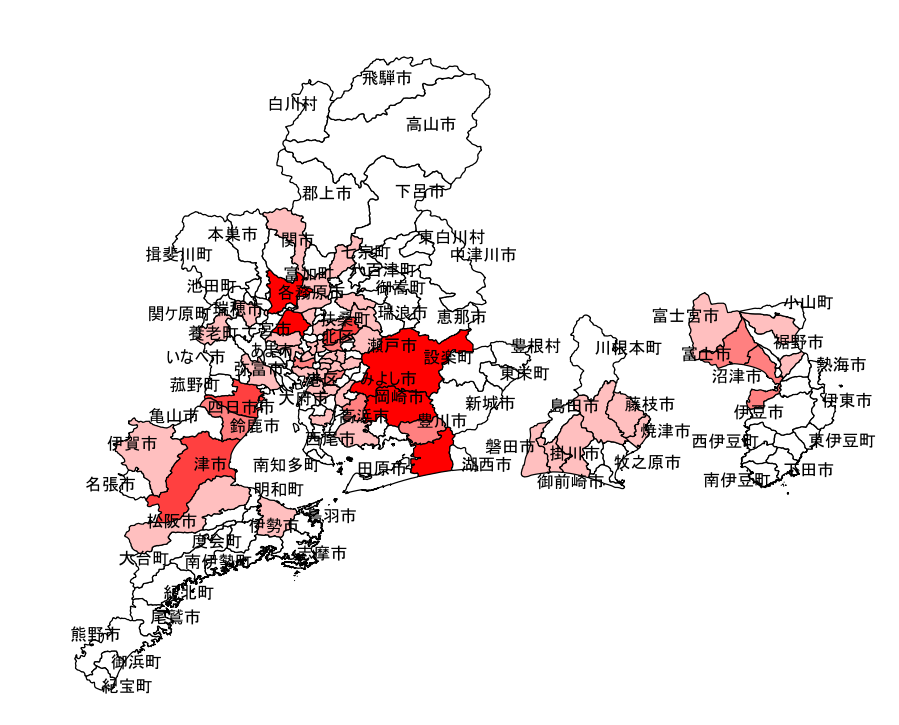 飛騨市
白川村
高山市
郡上市
下呂市
本巣市
関市
東白川村
揖斐川町
七宗町
中津川市
富加町
八百津町
池田町
各務原市
御嵩町
小山町
関ケ原町
瑞穂市
瑞浪市
恵那市
富士宮市
扶桑町
養老町
一宮市
北区
瀬戸市
豊根村
川根本町
裾野市
いなべ市
あま市
設楽町
富士市
熱海市
弥富市
港区
みよし市
東栄町
沼津市
菰野町
大府市
岡崎市
伊東市
四日市市
新城市
島田市
藤枝市
伊豆市
亀山市
高浜市
豊川市
鈴鹿市
焼津市
伊賀市
西尾市
磐田市
掛川市
西伊豆町
東伊豆町
津市
南知多町
田原市
湖西市
牧之原市
下田市
名張市
明和町
御前崎市
南伊豆町
松阪市
伊勢市
鳥羽市
度会町
大台町
南伊勢町
志摩市
紀北町
尾鷲市
熊野市
御浜町
紀宝町